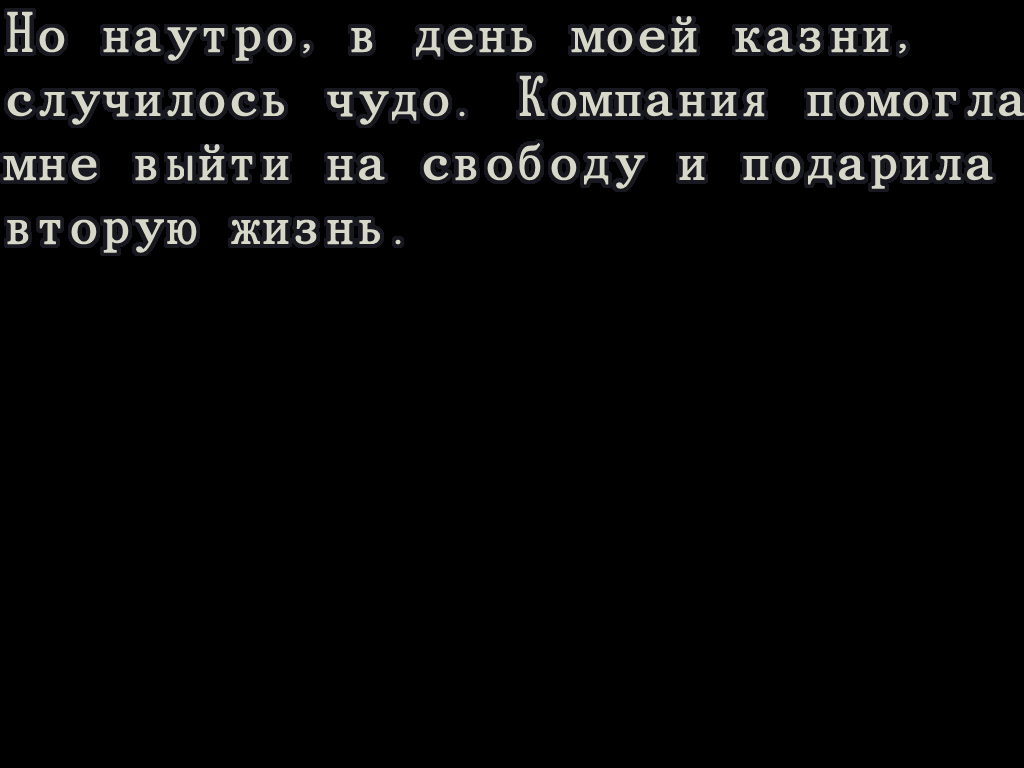 Но наутро, в день моей казни,
случилось чудо. Компания помогла
мне выйти на свободу и подарила
вторую жизнь.